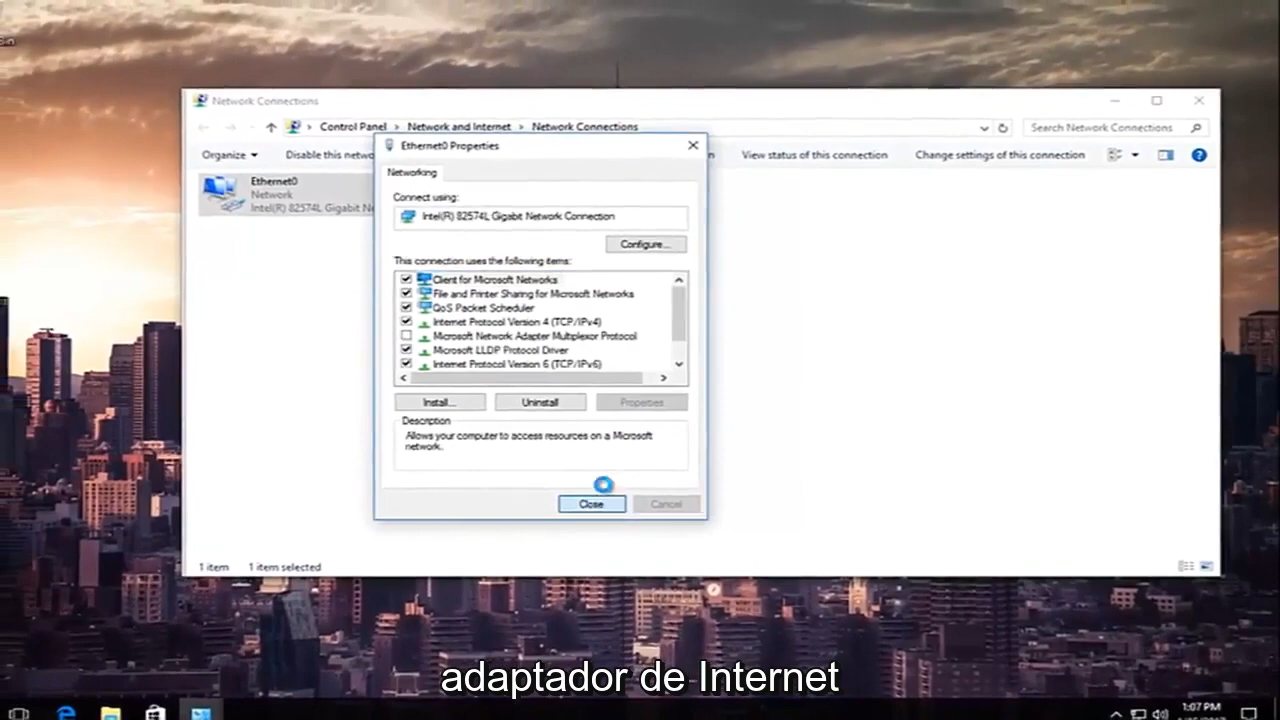 Network Connections
Control Panel > Network and Internet > Network Connections
Search Network Connections
Organize
Disable this netwo
View status of this connection
Change settings of this connection
Ethernet0
Network
Intel(R) 82574L Gigabit Ne
Ethernet0 Properties
Networking
Connect using:
Intel(R) 82574L Gigabit Network Connection
Configure...
This connection uses the following items:
Client for Microsoft Networks
File and Printer Sharing for Microsoft Networks
QoS Packet Scheduler
Internet Protocol Version 4 (TCP/IPv4)
Microsoft Network Adapter Multiplexor Protocol
Microsoft LLDP Protocol Driver
Internet Protocol Version 6 (TCP/IPv6)
Install...
Uninstall
Properties
Description
Allows your computer to access resources on a Microsoft
network.
Close
Cancel
1 item
1 item selected
adaptador de Internet
1:07 PM